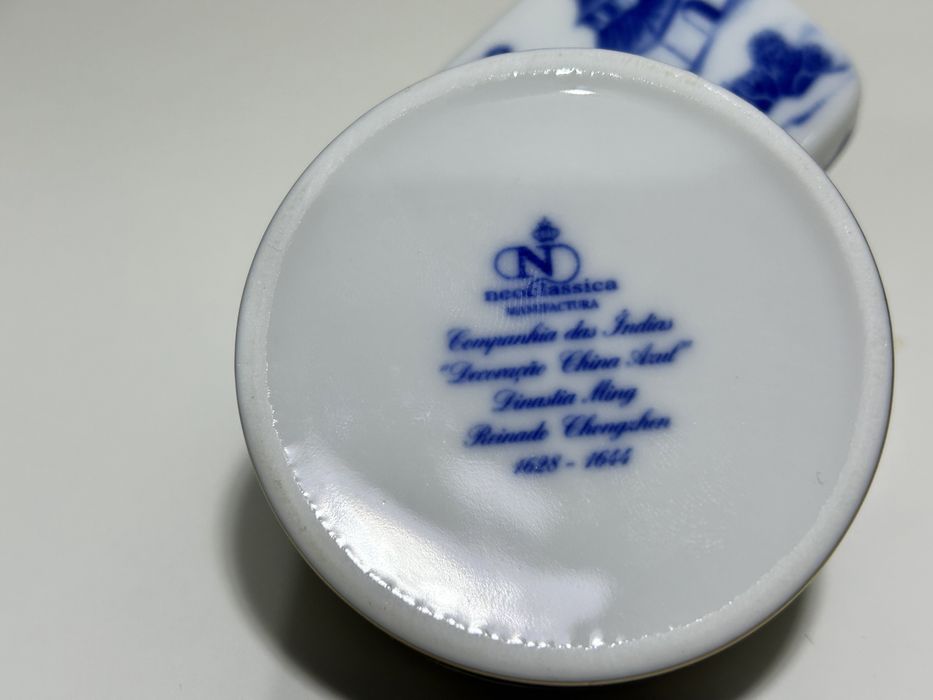 N
neoclassica
MANUFACTURA
Companhia das Índias
"Decoração China Azul"
Dinastia Ming
Reinado Chongzhen
1628 - 1644